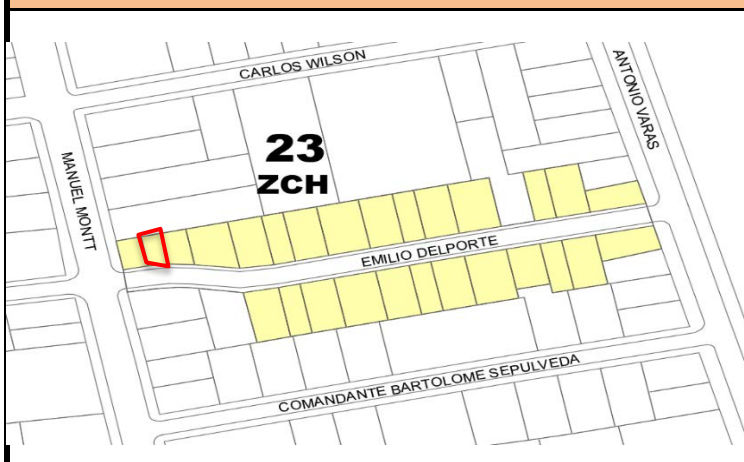 CARLOS WILSON
ANTONIO VARAS
23
ZCH
MANUEL MONTT
EMILIO DELPORTE
COMANDANTE BARTOLOME SEPULVEDA